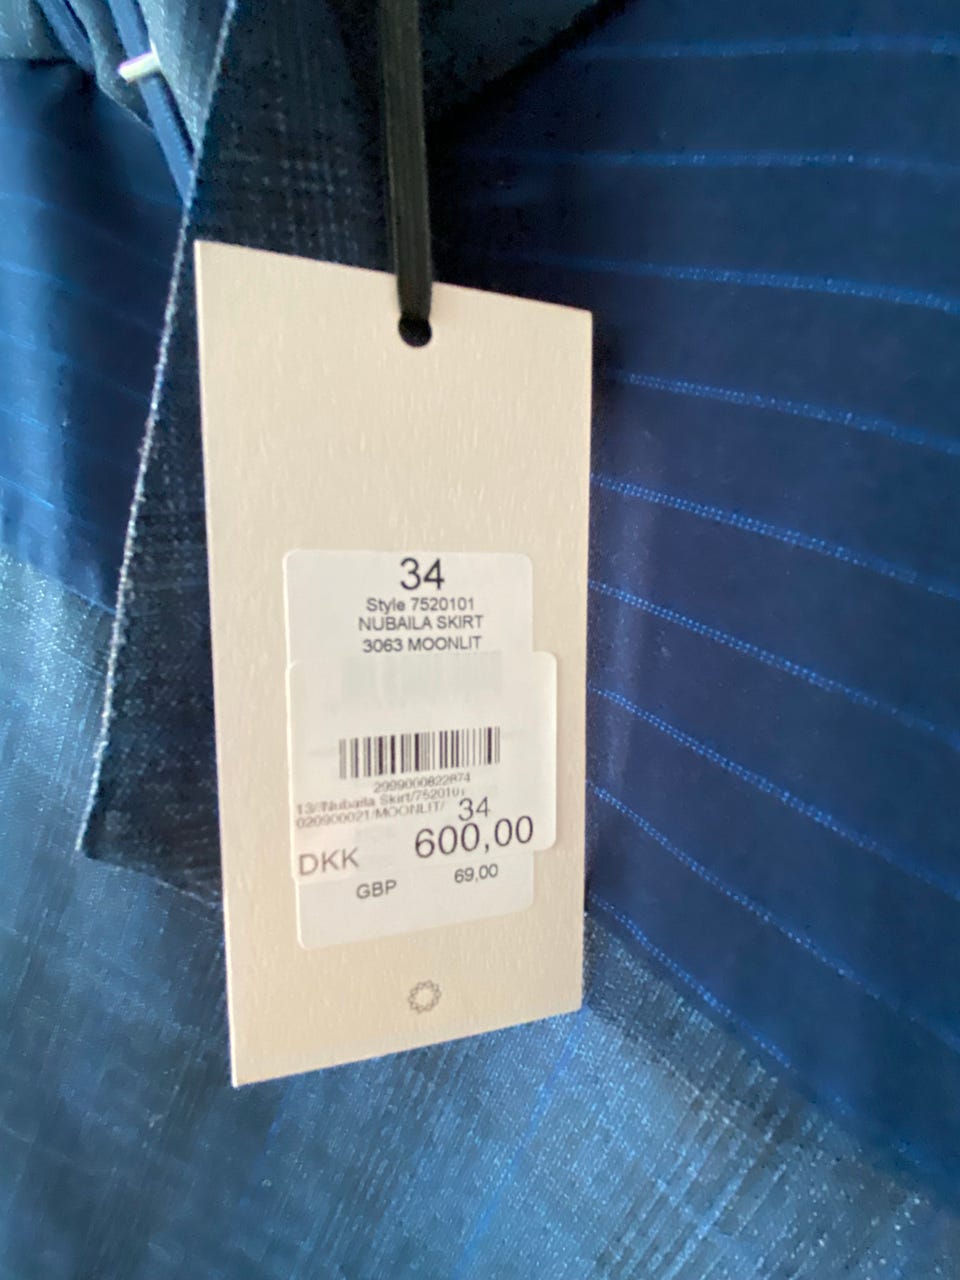 34
Style 7520101
NUBAILA SKIRT
3063 MOONLIT
2999000822874
13//Nubaila Skirt/7520101
020900021/MOONLIT/ 34
DKK 600,00
GBP 69,00